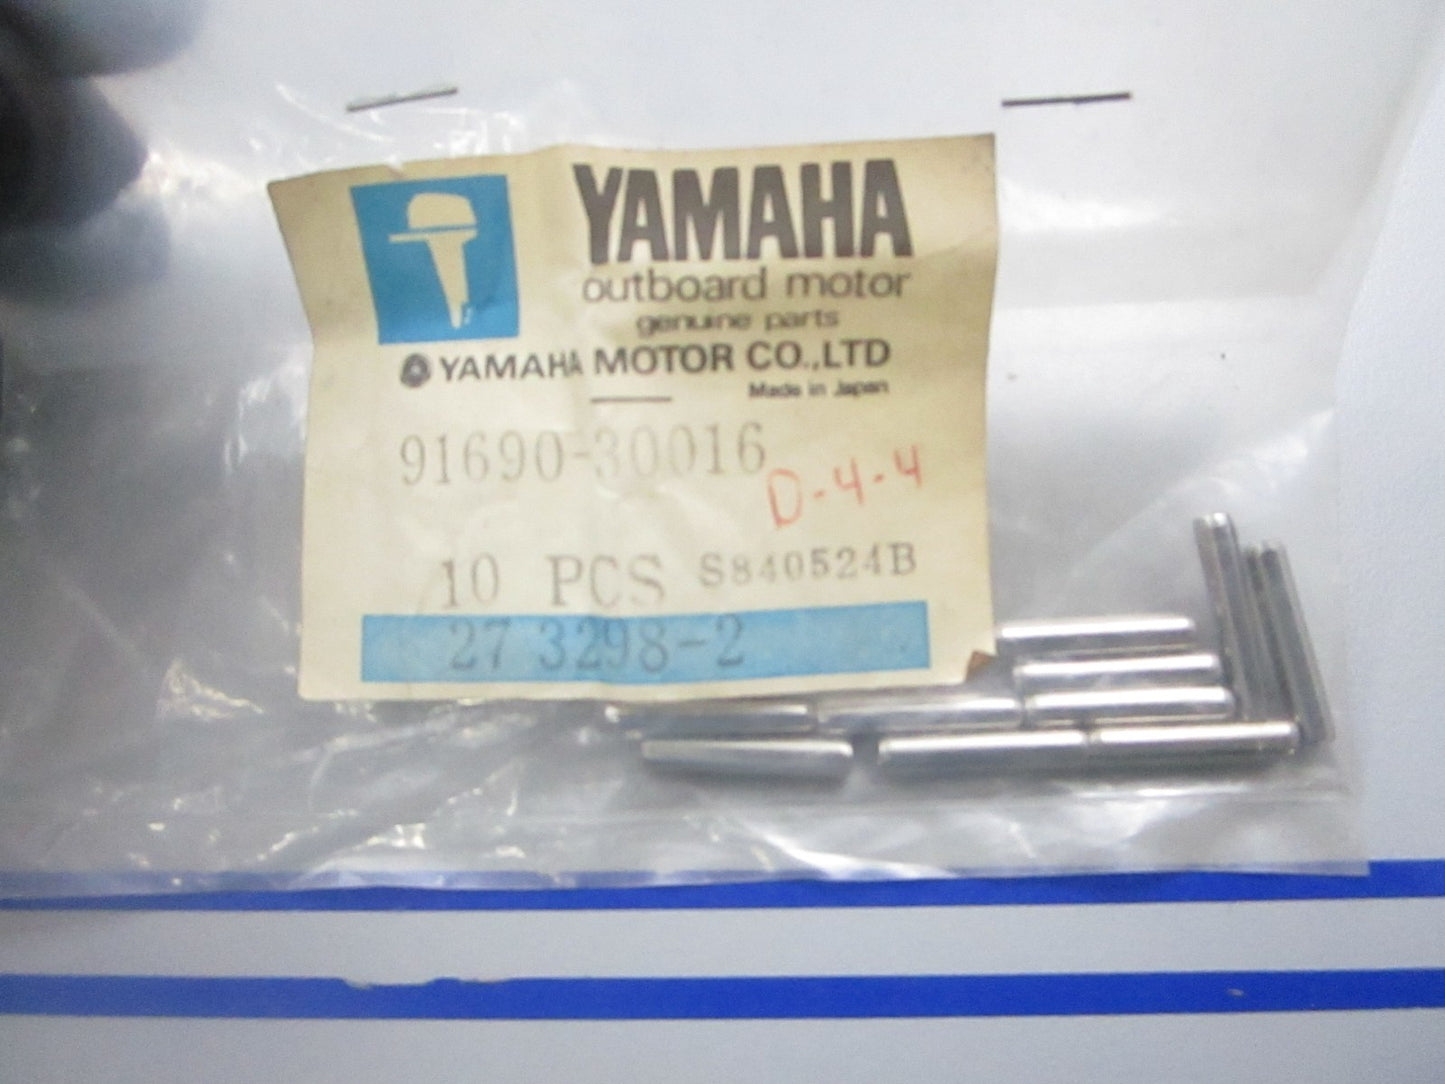 YAMAHA
outboard motor
genuine parts
YAMAHA MOTOR CO.,LTD
Made in Japan
91690-30016
D-4-4
10 PCS S840524B
27 3298-2